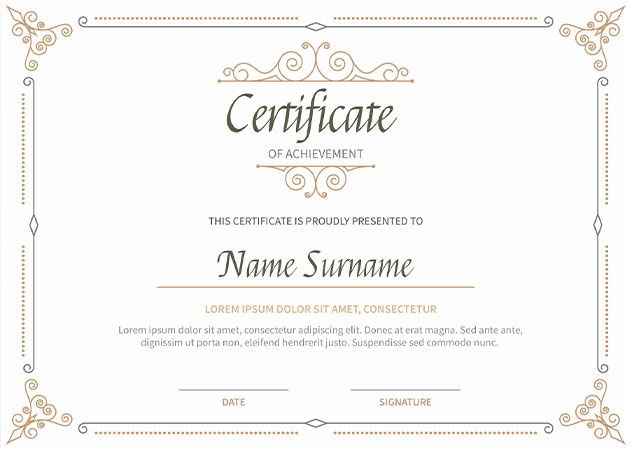 Certificate
OF ACHIEVEMENT
THIS CERTIFICATE IS PROUDLY PRESENTED TO
Name Surname
LOREM IPSUM DOLOR SIT AMET, CONSECTETUR
Lorem ipsum dolor sit amet, consectetur adipiscing elit. Donec at erat magna. Sed ante ante,
dignissim ut porta non, eleifend hendrerit justo. Suspendisse sed commodo nunc.
DATE
SIGNATURE